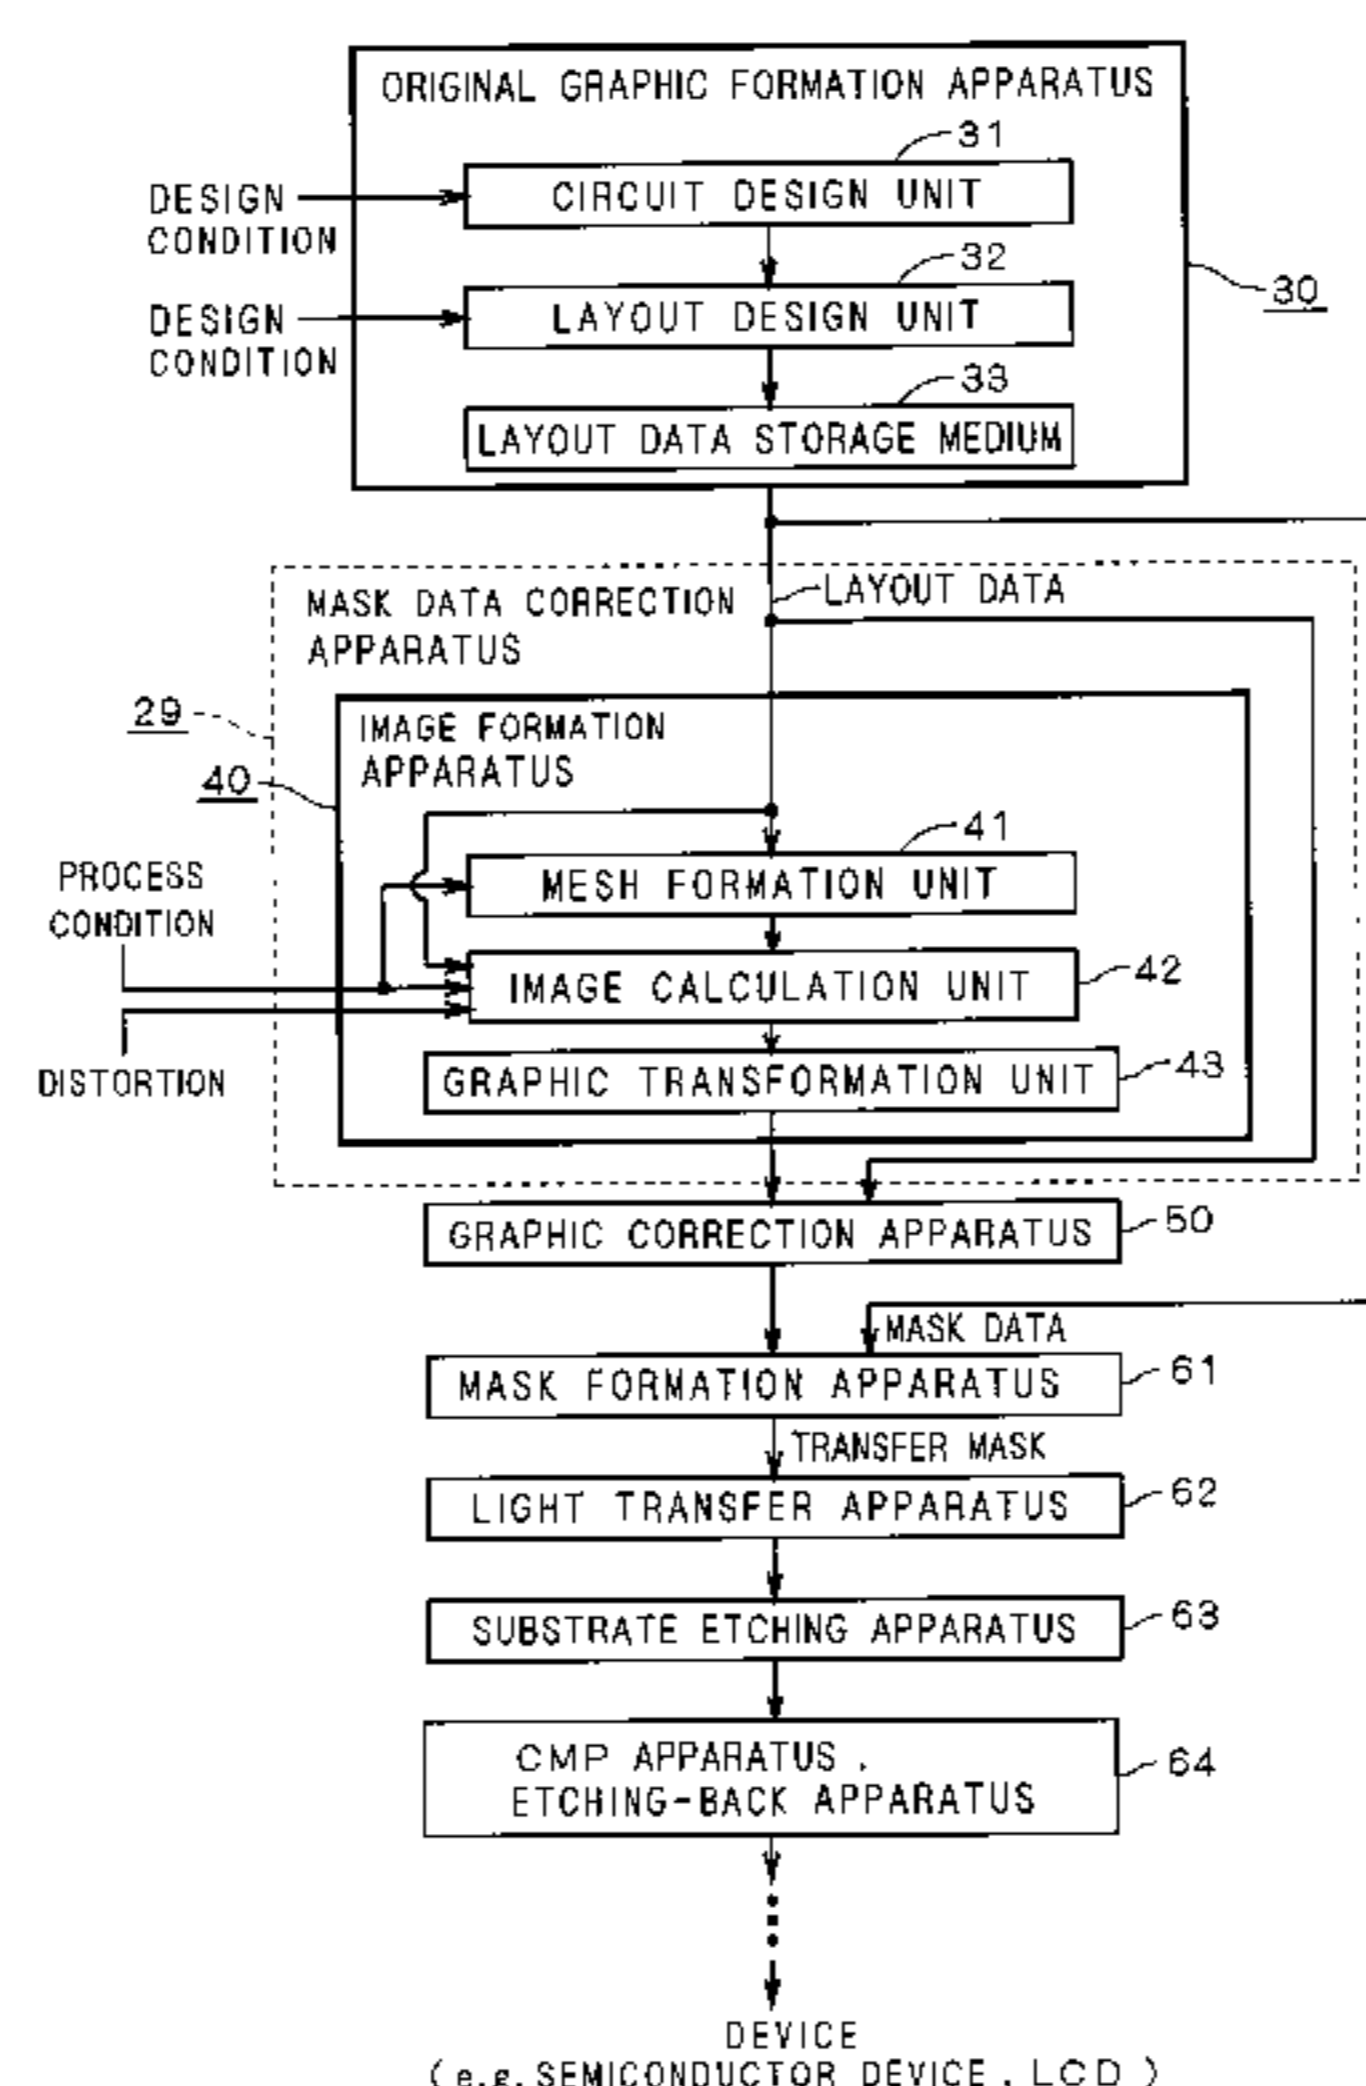 ORIGINAL GRAPHIC FORMATION APPARATUS
31
DESIGN
CONDITION
CIRCUIT DESIGN UNIT
32
30
DESIGN
CONDITION
LAYOUT DESIGN UNIT
33
LAYOUT DATA STORAGE MEDIUM
LAYOUT DATA
MASK DATA CORRECTION
APPARATUS
29
IMAGE FORMATION
APPARATUS
40
41
PROCESS
CONDITION
MESH FORMATION UNIT
IMAGE CALCULATION UNIT
42
DISTORTION
GRAPHIC TRANSFORMATION UNIT
43
GRAPHIC CORRECTION APPARATUS
50
MASK DATA
MASK FORMATION APPARATUS
61
TRANSFER MASK
LIGHT TRANSFER APPARATUS
62
SUBSTRATE ETCHING APPARATUS
63
CMP APPARATUS .
ETCHING-BACK APPARATUS
64
DEVICE
(e.g. SEMICONDUCTOR DEVICE . LCD)